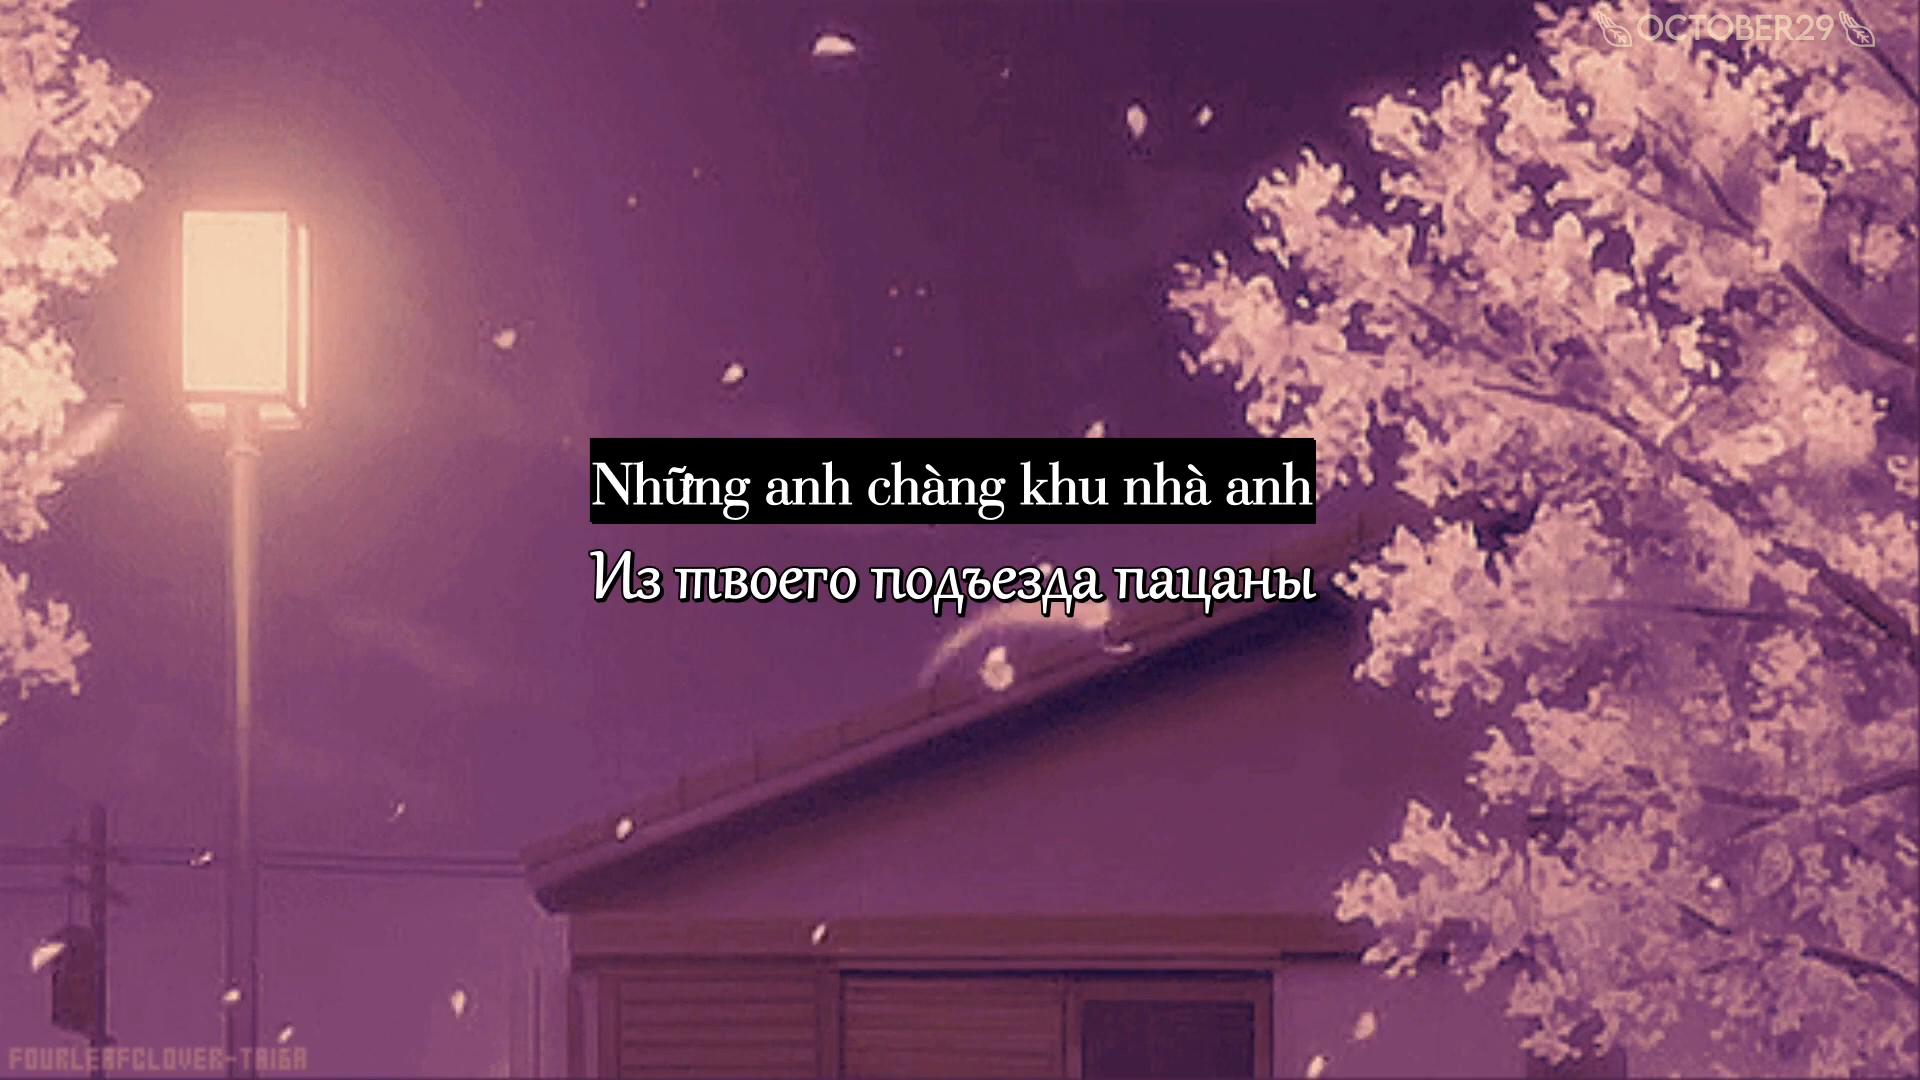 OCTOBER29
Những anh chàng khu nhà anh
Из твоего подъезда пацаны
FOURLEAFCLOVER-TAIGA